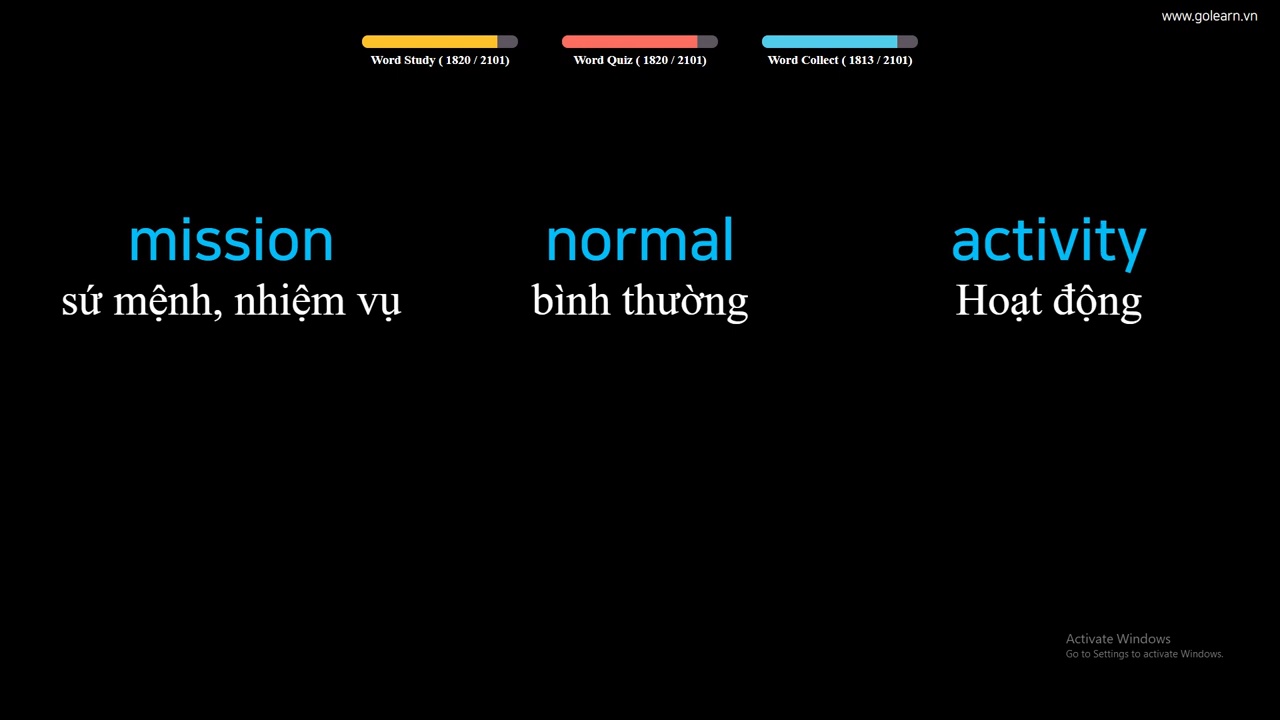 www.golearn.vn
Word Study ( 1820 / 2101)
Word Quiz ( 1820 / 2101)
Word Collect ( 1813 / 2101)
mission
normal
activity
sứ mệnh, nhiệm vụ
bình thường
Hoạt động
Activate Windows
Go to Settings to activate Windows.